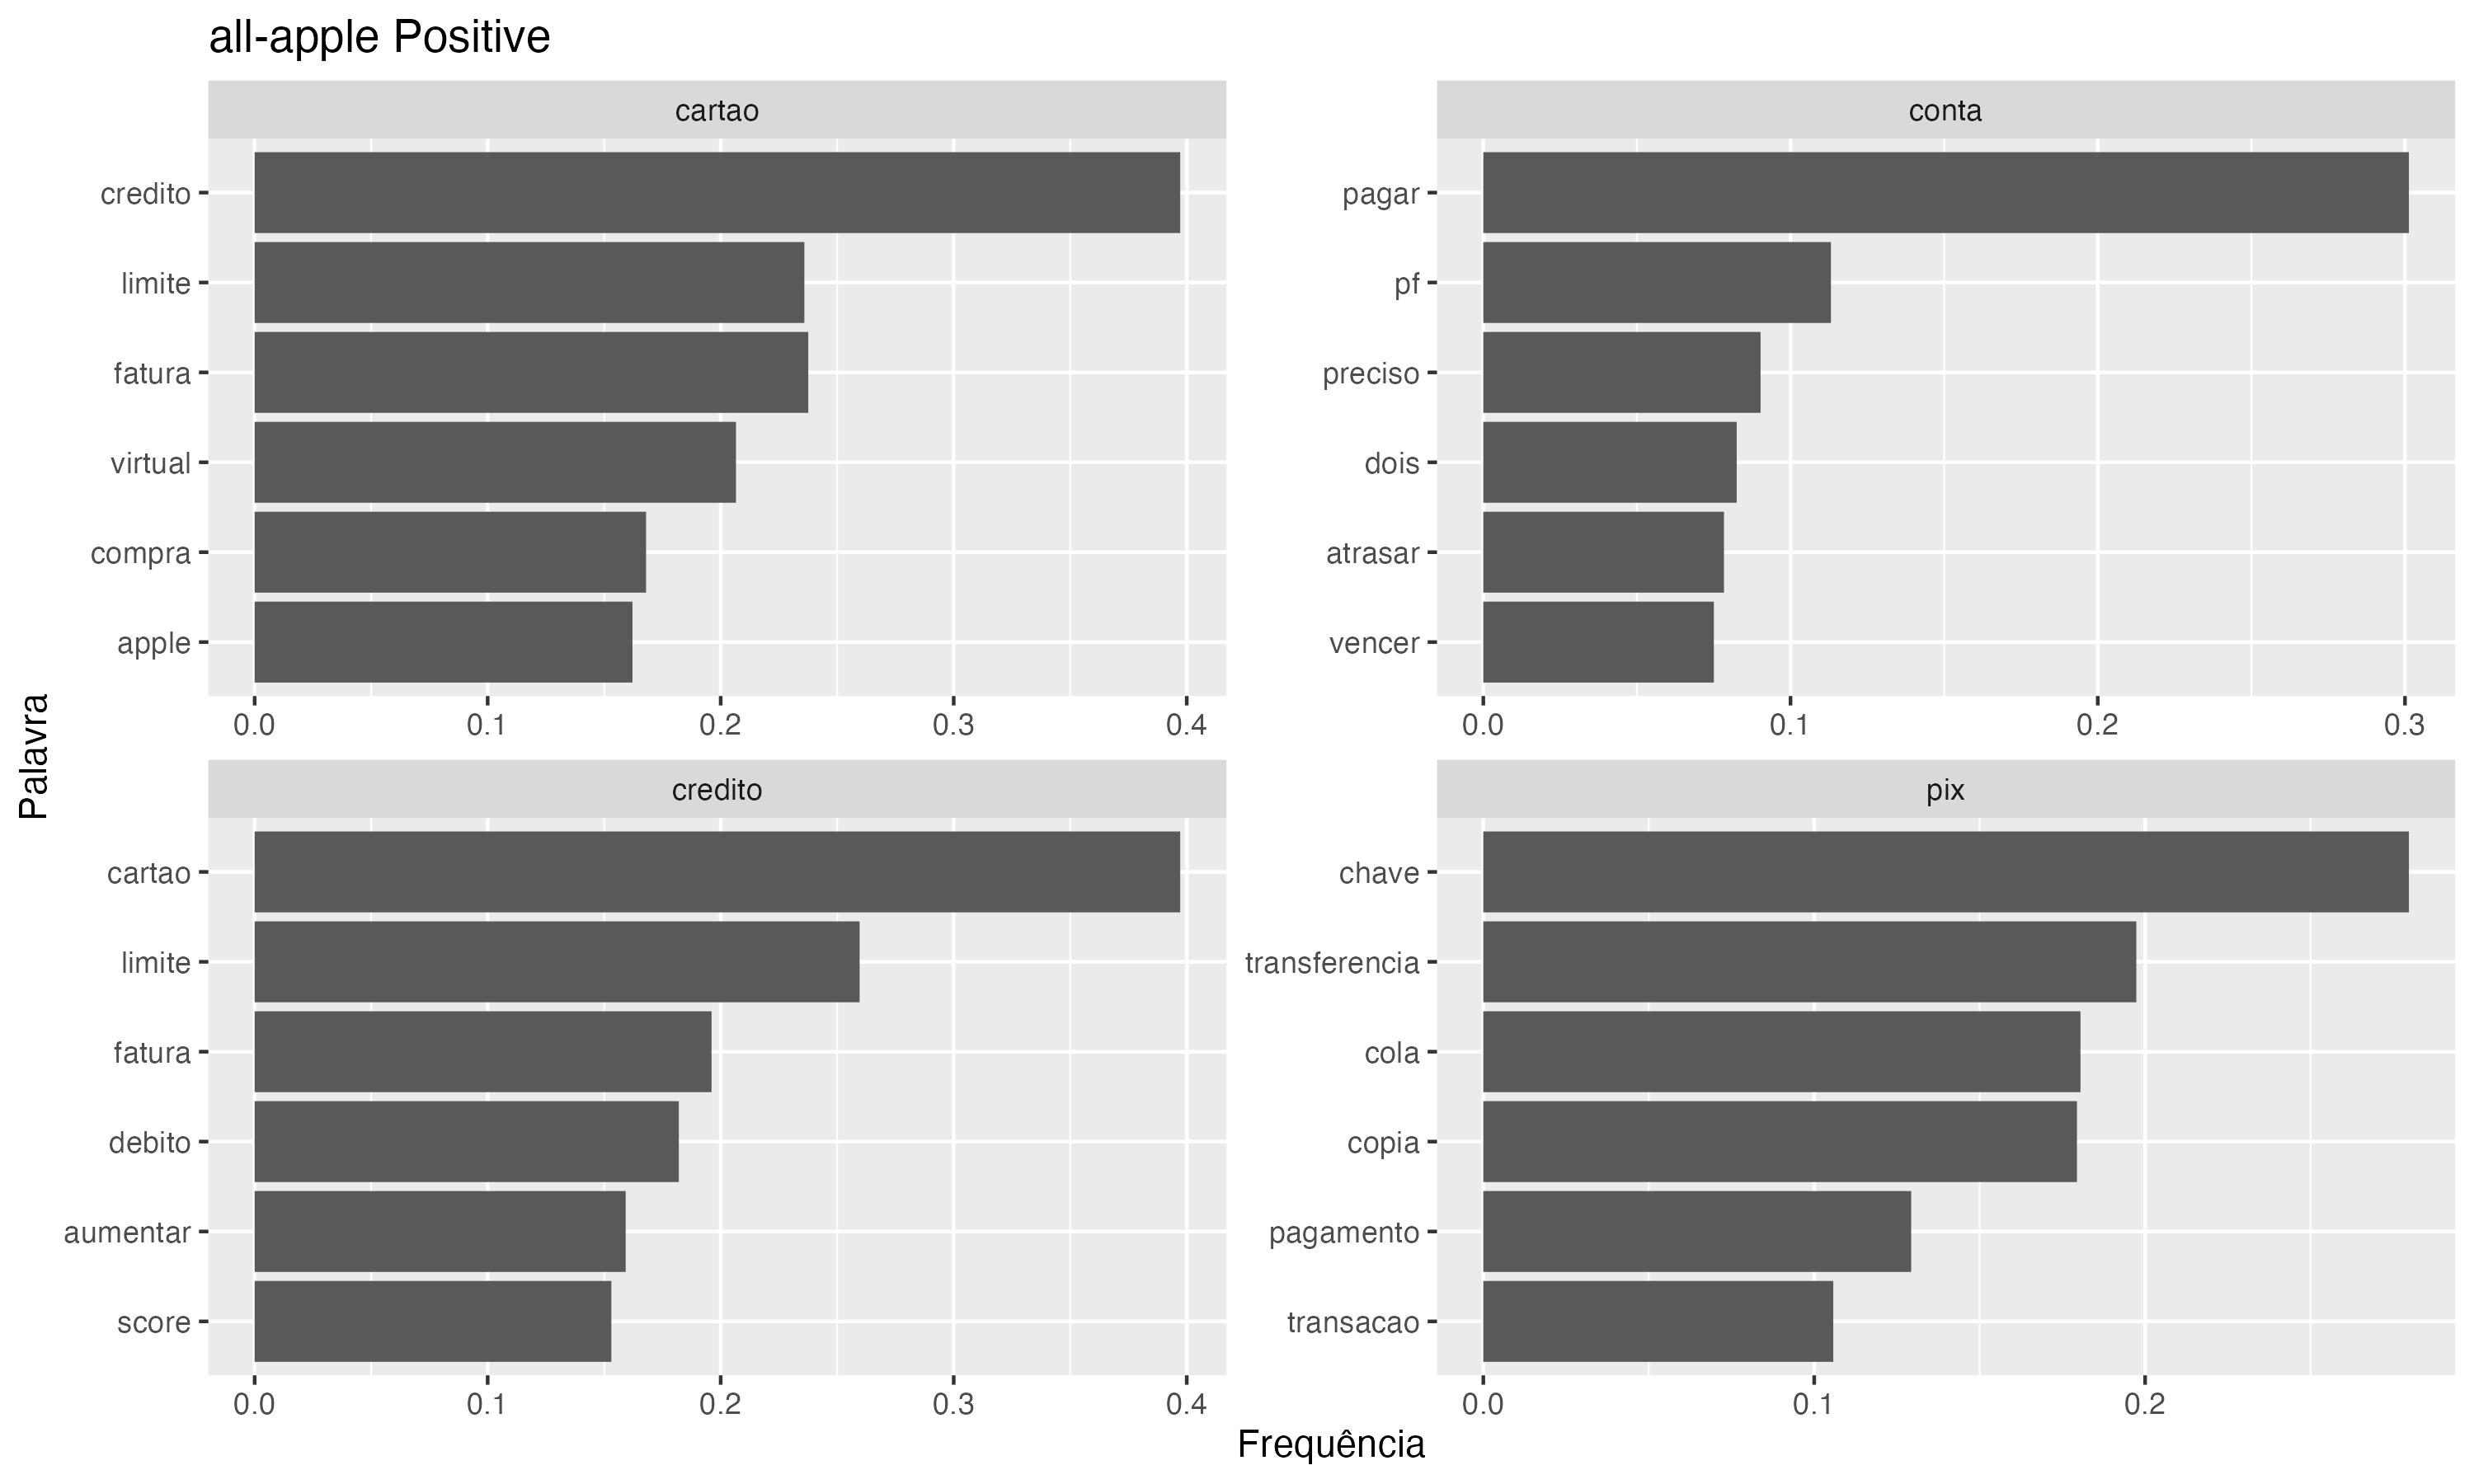 all-apple Positive
cartao
credito
limite
fatura
virtual
compra
apple
0.0 0.1 0.2 0.3 0.4
conta
pagar
pf
preciso
dois
atrasar
vencer
0.0 0.1 0.2 0.3
credito
cartao
limite
fatura
debito
aumentar
score
0.0 0.1 0.2 0.3 0.4
pix
chave
transferencia
cola
copia
pagamento
transacao
0.0 0.1 0.2
Palavra
Frequência